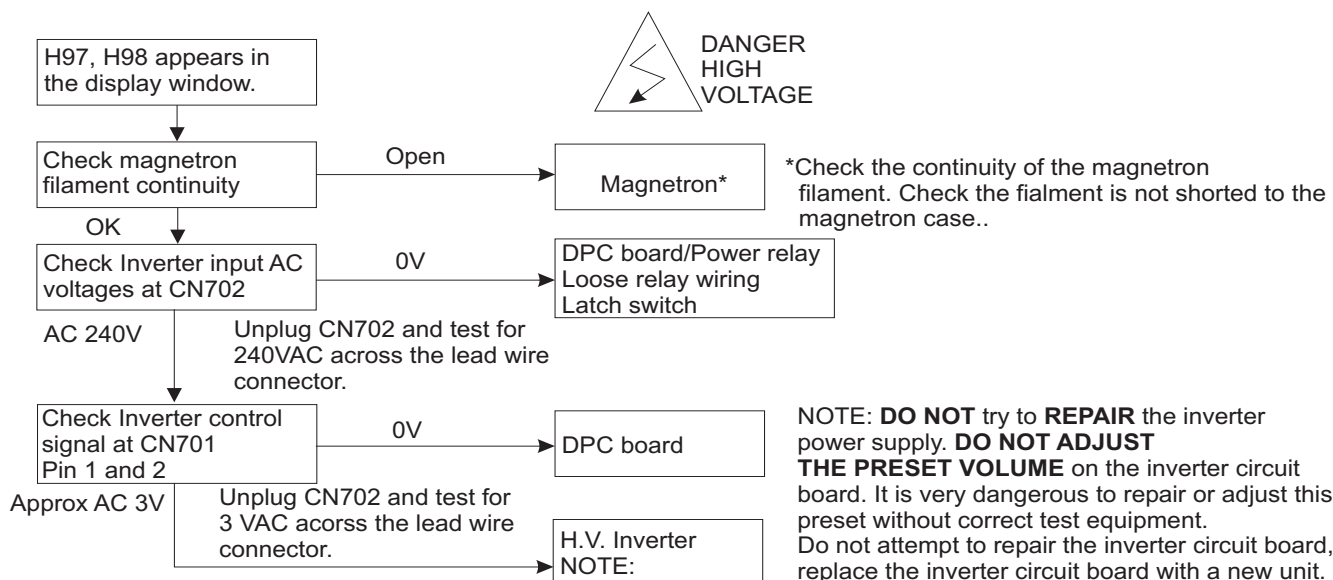 H97, H98 appears in
the display window.
DANGER
HIGH
VOLTAGE
Check magnetron
filament continuity
Open
Magnetron*
*Check the continuity of the magnetron
filament. Check the fialment is not shorted to the
magnetron case..
OK
Check Inverter input AC
voltages at CN702
0V
DPC board/Power relay
Loose relay wiring
Latch switch
AC 240V
Unplug CN702 and test for
240VAC across the lead wire
connector.
Check Inverter control
signal at CN701
Pin 1 and 2
0V
DPC board
NOTE: DO NOT try to REPAIR the inverter
power supply. DO NOT ADJUST
THE PRESET VOLUME on the inverter circuit
board. It is very dangerous to repair or adjust this
preset without correct test equipment.
Do not attempt to repair the inverter circuit board,
replace the inverter circuit board with a new unit.
Approx AC 3V
Unplug CN702 and test for
3 VAC acorss the lead wire
connector.
H.V. Inverter
NOTE: